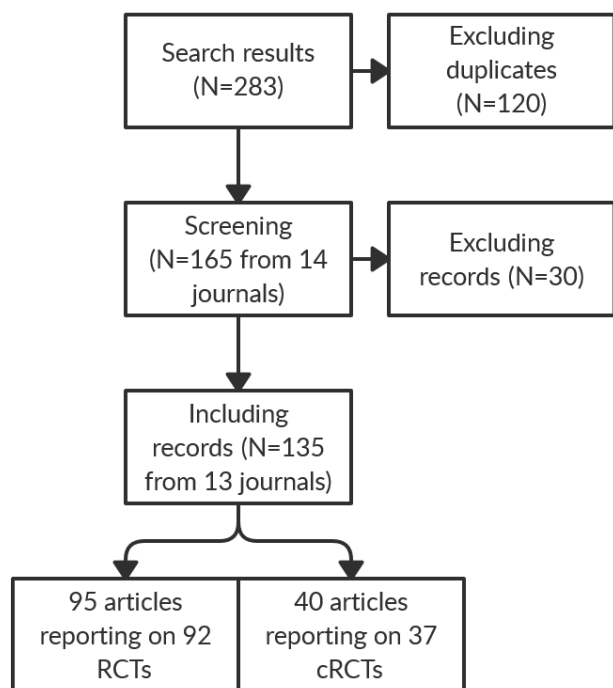 Search results
(N=283)
Excluding
duplicates
(N=120)
Screening
(N=165 from 14
journals)
Excluding
records (N=30)
Including
records (N=135
from 13 journals)
95 articles
reporting on 92
RCTs
40 articles
reporting on 37
cRCTs